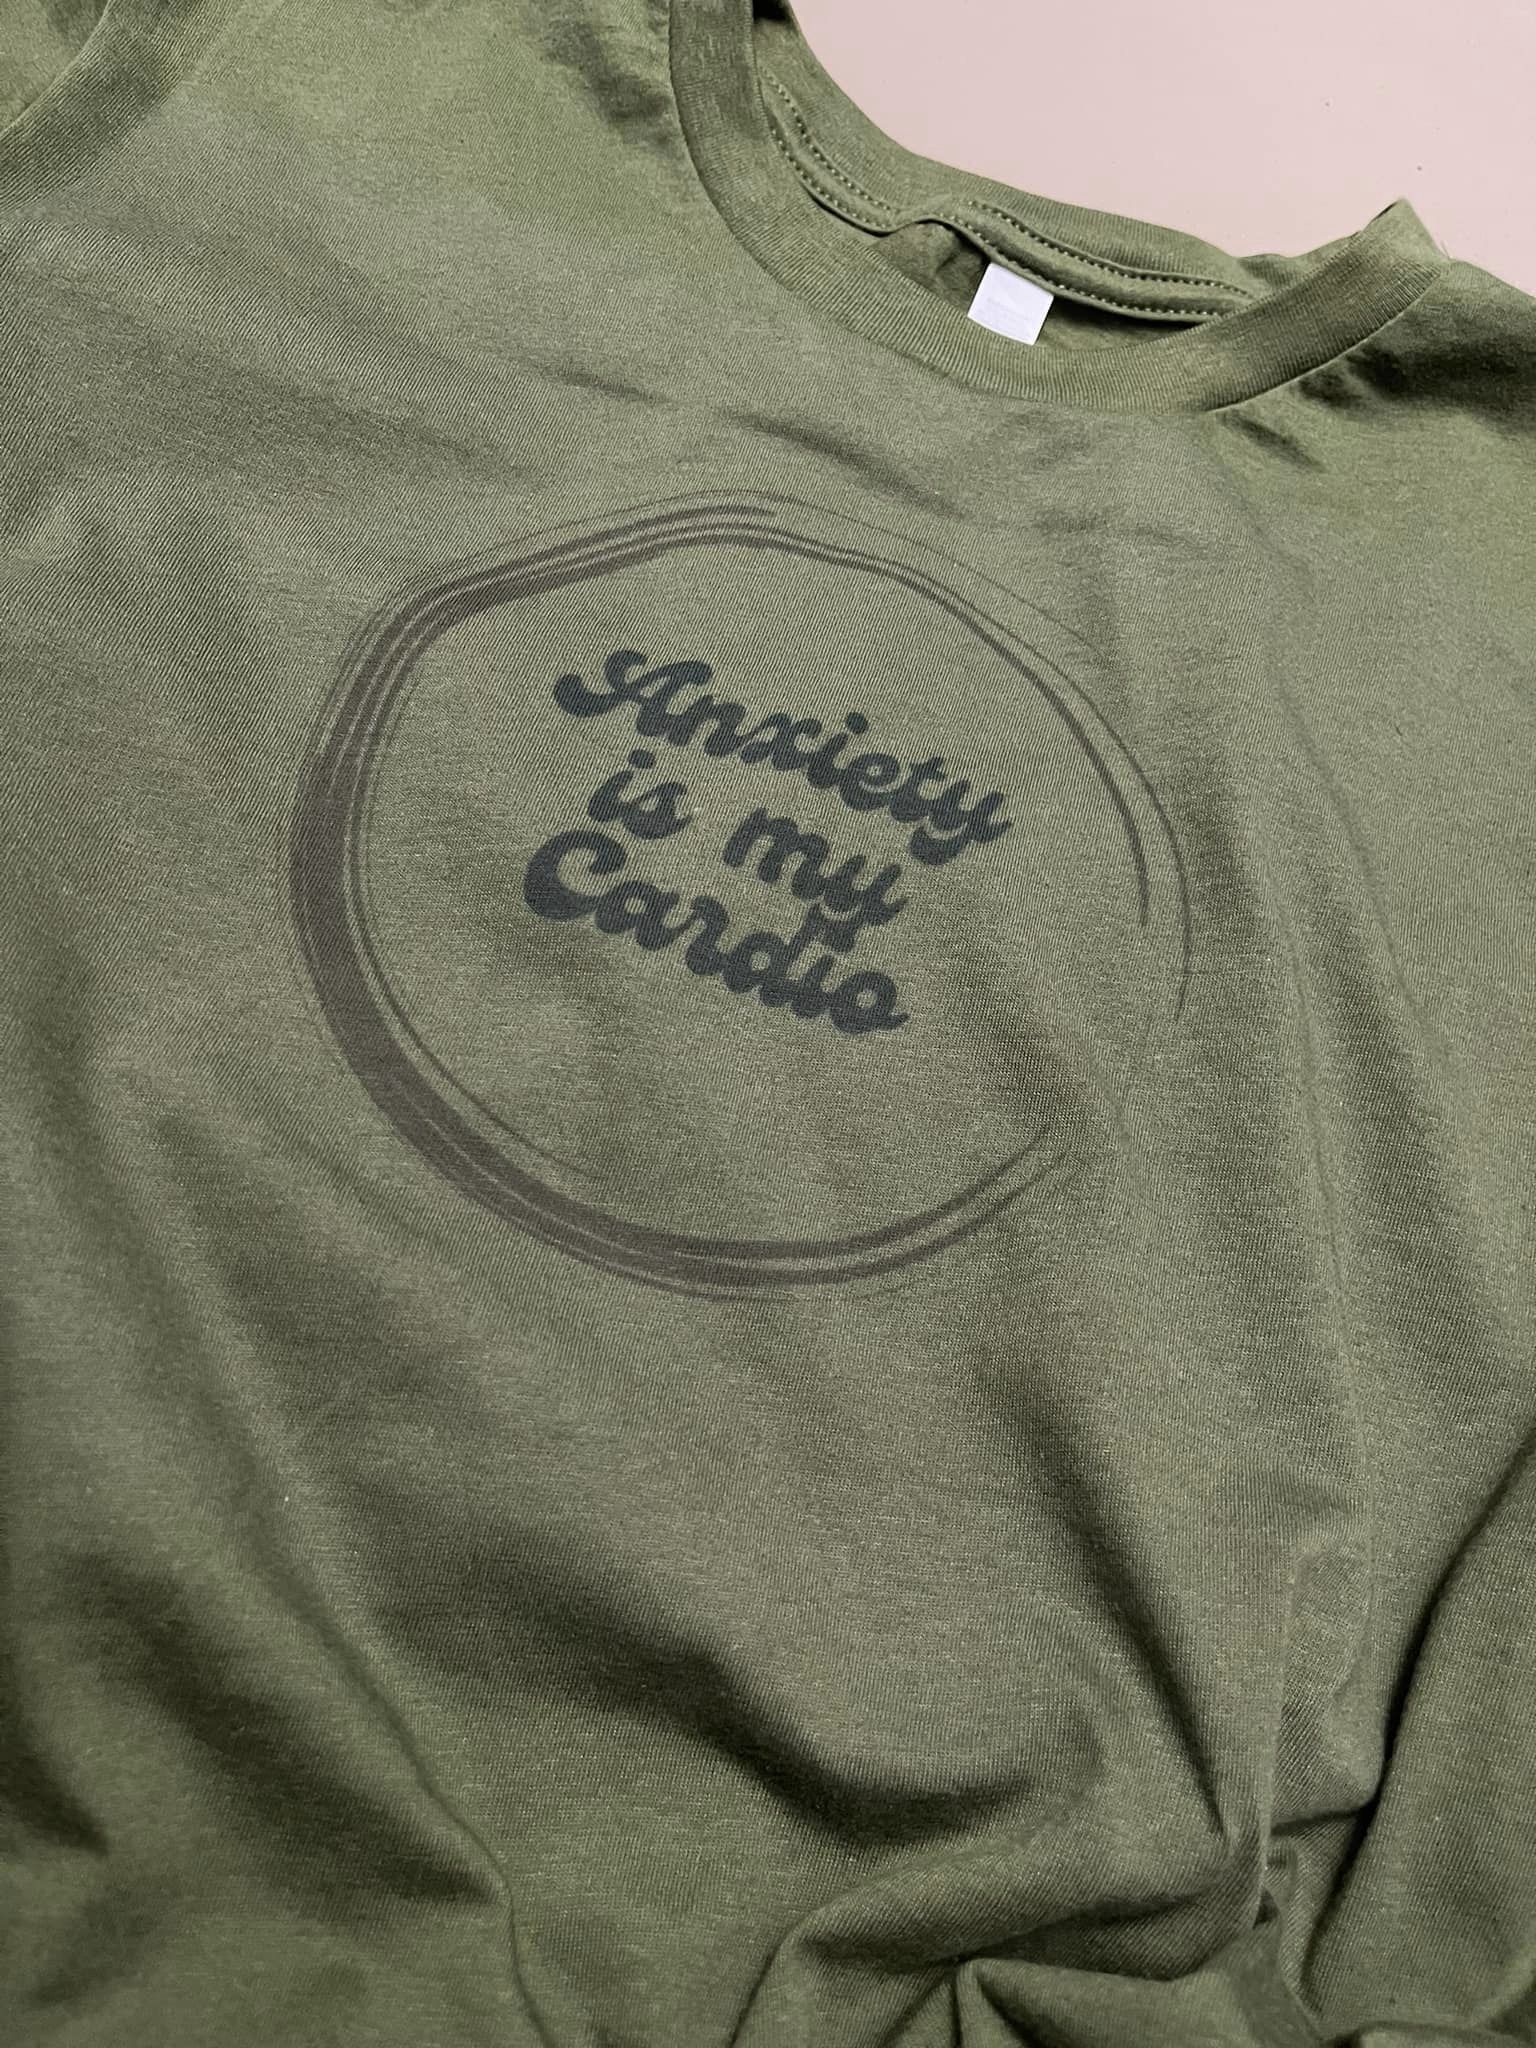 Anxiety
is my
Cardio